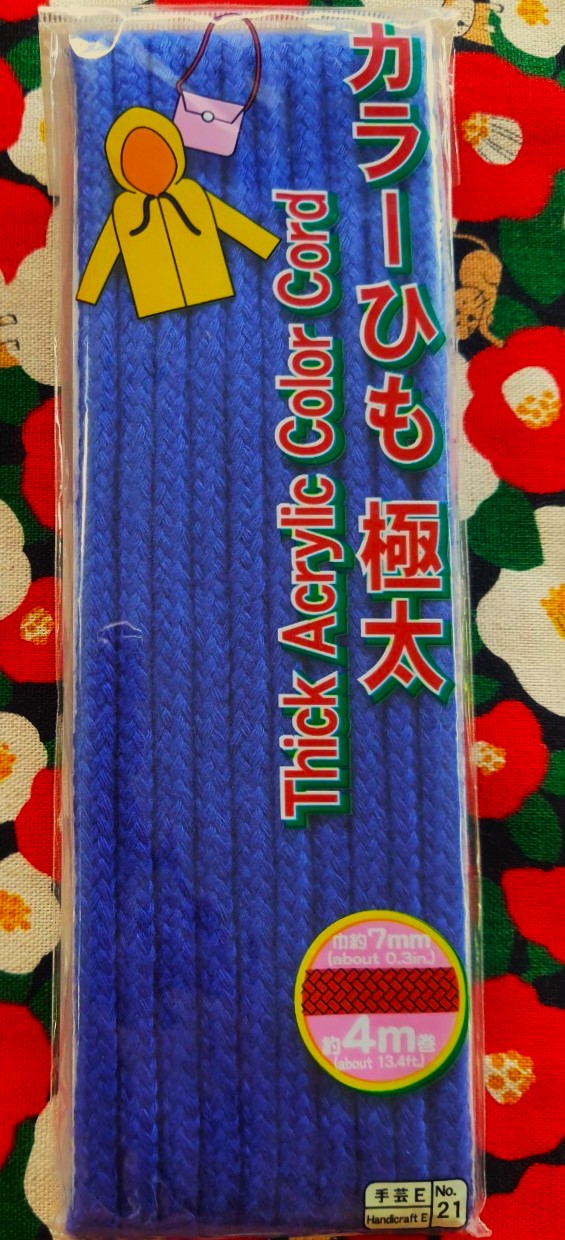 カラーひも 極太
Thick Acrylic Color Cord
巾約7mm
(about 0.3in.)
約4m巻
(about 13.4ft.)
手芸E
Handicraft E
No.
21